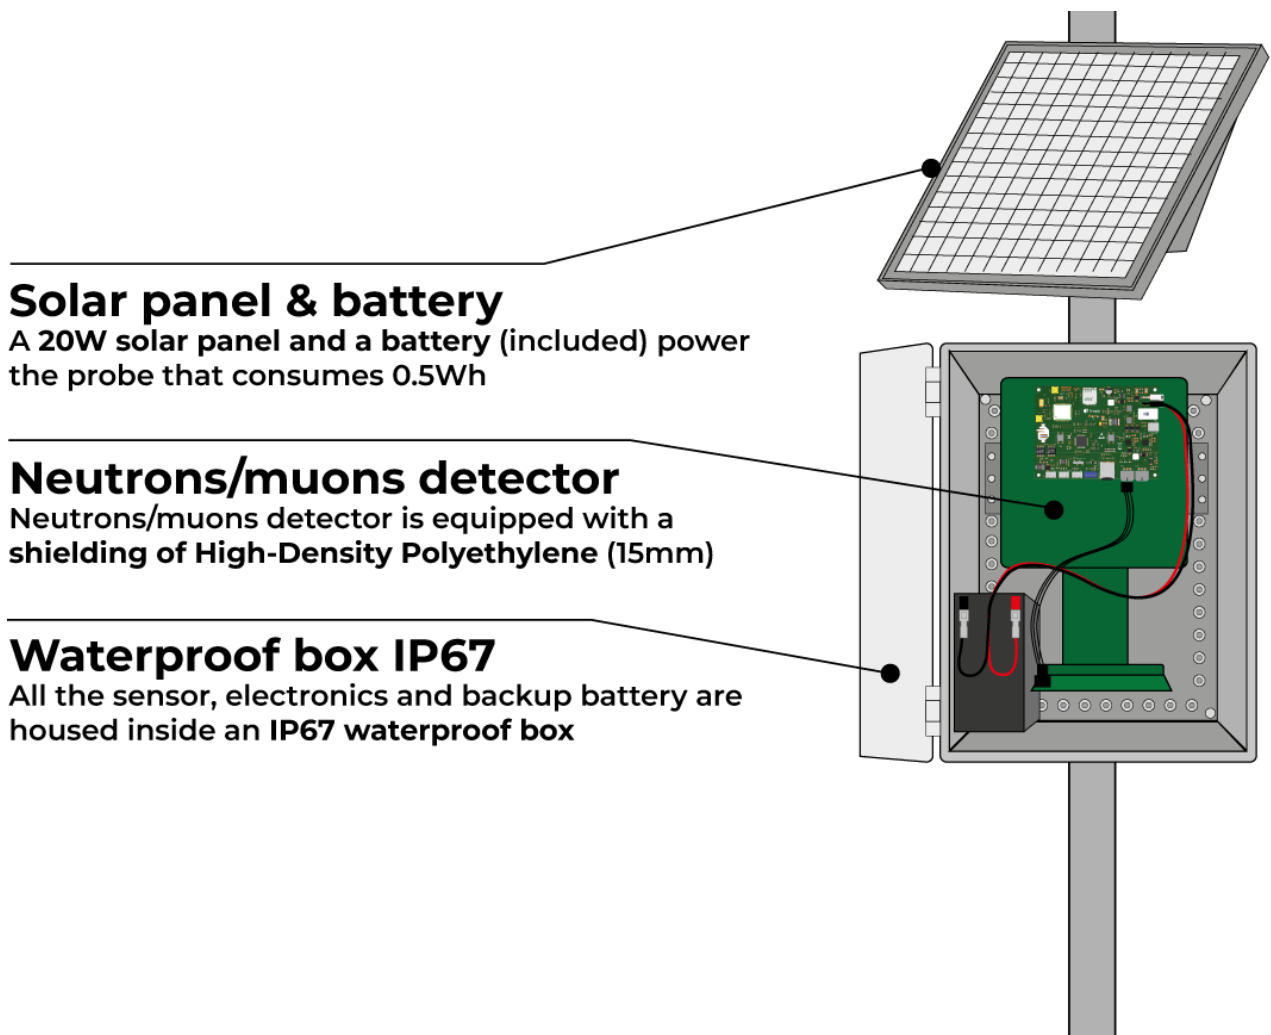 Solar panel & battery
A 20W solar panel and a battery (included) power
the probe that consumes 0.5Wh
Neutrons/muons detector
Neutrons/muons detector is equipped with a
shielding of High-Density Polyethylene (15mm)
Waterproof box IP67
All the sensor, electronics and backup battery are
housed inside an IP67 waterproof box